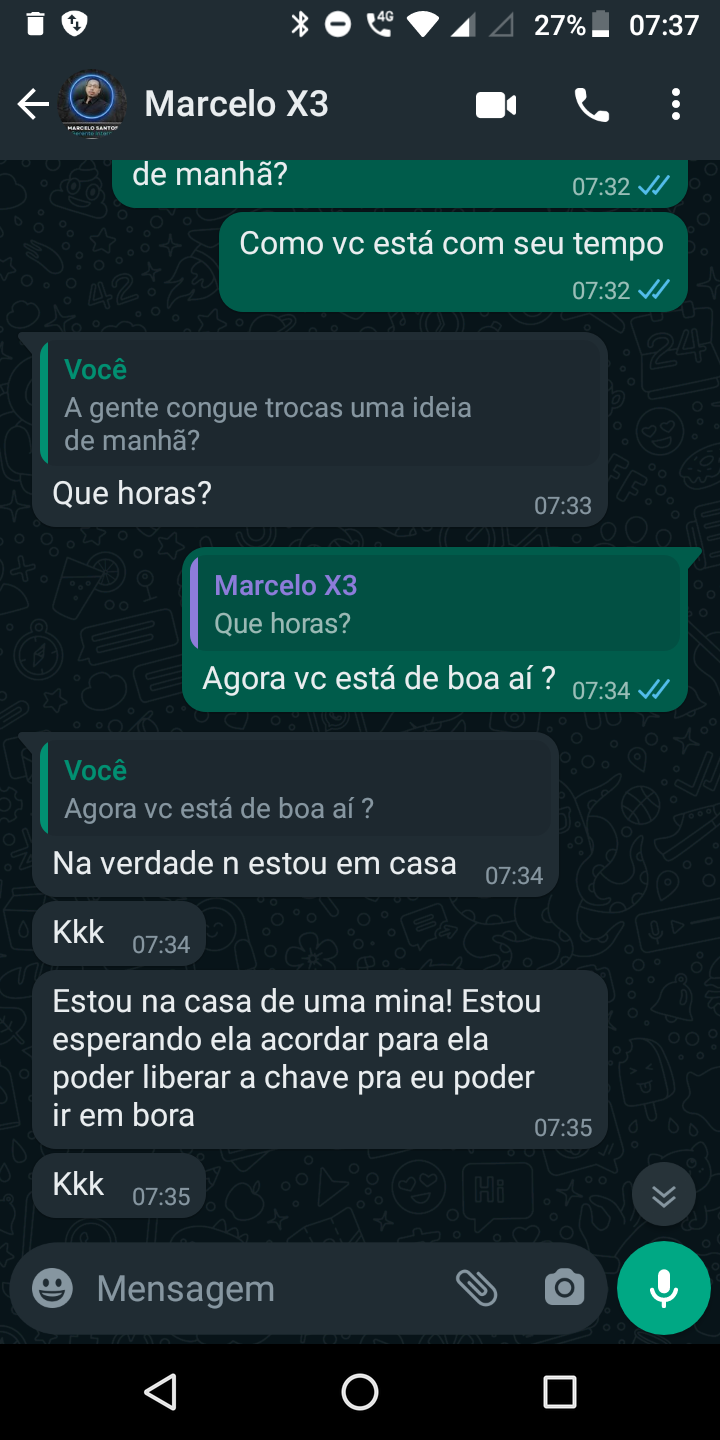 4G
27% 07:37
Marcelo X3
MARCELO SANTOS
de manhã?
07:32
Como vc está com seu tempo
07:32
Você
A gente congue trocas uma ideia
de manhã?
Que horas?
07:33
Marcelo X3
Que horas?
Agora vc está de boa aí ?
07:34
Você
Agora vc está de boa aí ?
Na verdade n estou em casa
07:34
Kkk
07:34
Estou na casa de uma mina! Estou
esperando ela acordar para ela
poder liberar a chave pra eu poder
ir em bora
07:35
Kkk
07:35
Mensagem